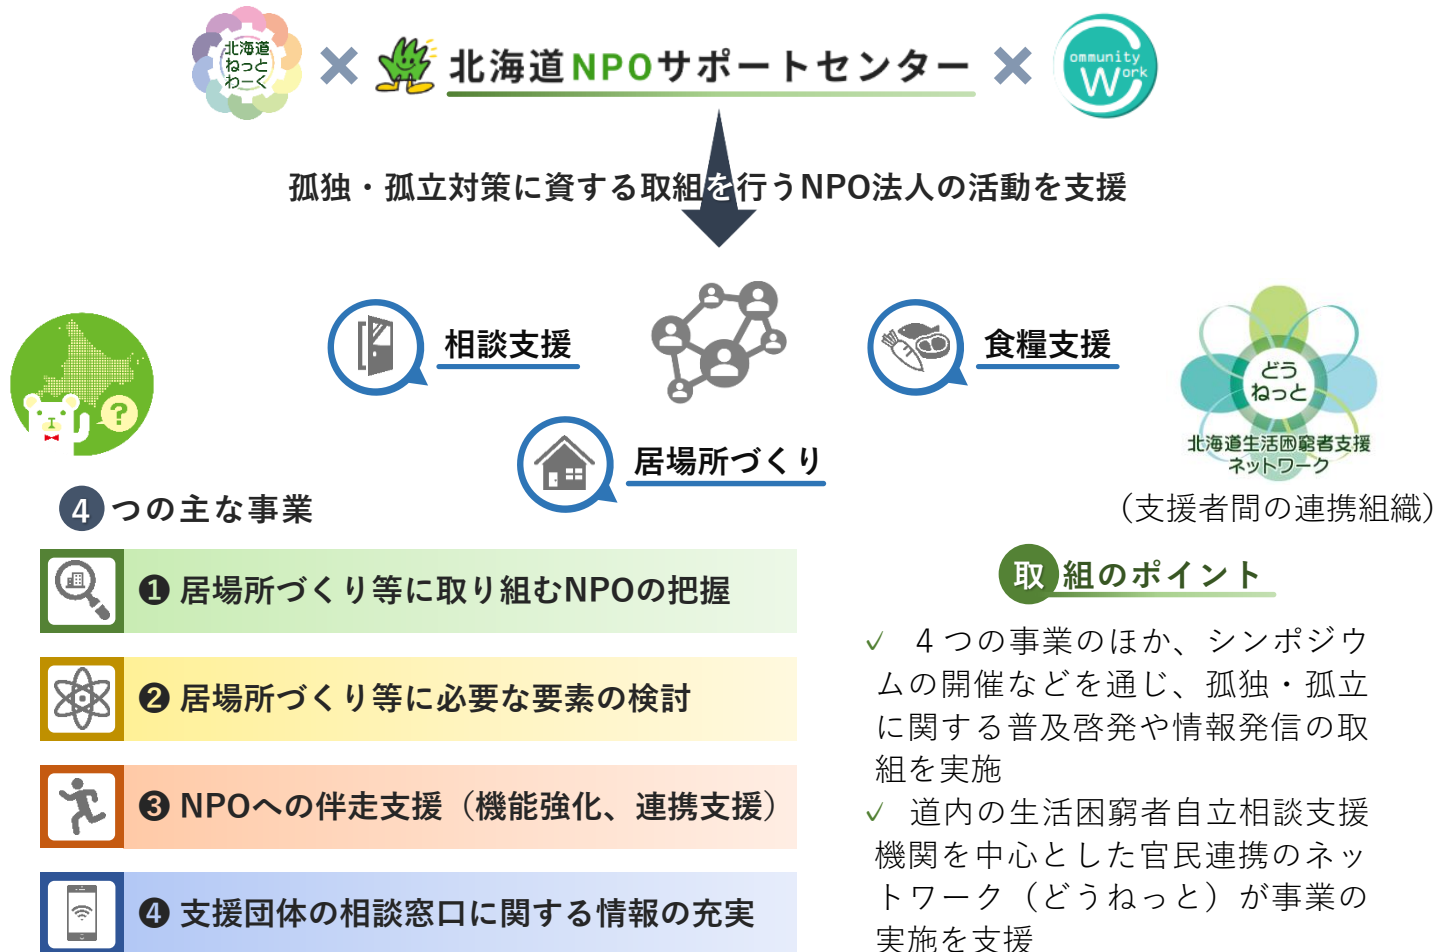 北海道
ねっと
わーく
北海道NPOサポートセンター
ommunity
Work
孤独・孤立対策に資する取組を行うNPO法人の活動を支援
相談支援
食糧支援
居場所づくり
?
どう
ねっと
北海道生活困窮者支援
ネットワーク
(支援者間の連携組織)
4つの主な事業
❶ 居場所づくり等に取り組むNPOの把握
❷ 居場所づくり等に必要な要素の検討
❸ NPOへの伴走支援（機能強化、連携支援）
❹ 支援団体の相談窓口に関する情報の充実
取組のポイント
✓ ４つの事業のほか、シンポジウ
ムの開催などを通じ、孤独・孤立
に関する普及啓発や情報発信の取
組を実施
✓ 道内の生活困窮者自立相談支援
機関を中心とした官民連携のネッ
トワーク（どうねっと）が事業の
実施を支援